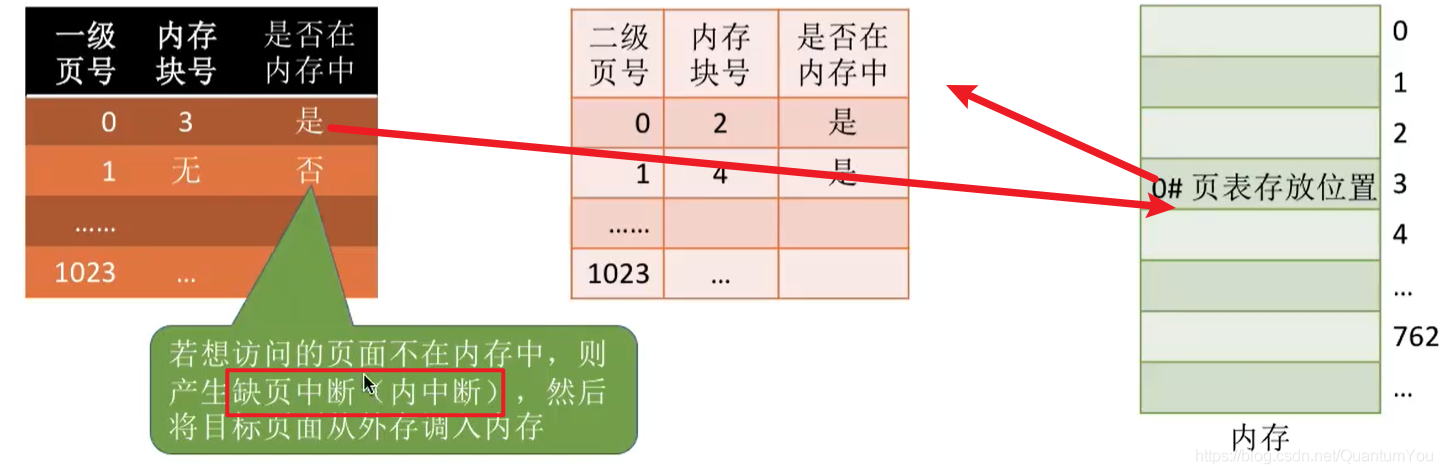 一级页号 内存块号 是否在内存中
0 3 是
1 无 否
……
1023 …
若想访问的页面不在内存中，则
产生缺页中断（内中断），然后
将目标页面从外存调入内存
二级页号 内存块号 是否在内存中
0 2 是
1 4 是
……
1023 …
0
1
2
0# 页表存放位置 3
4
…
762
…
内存
https://blog.csdn.net/QuantumYou